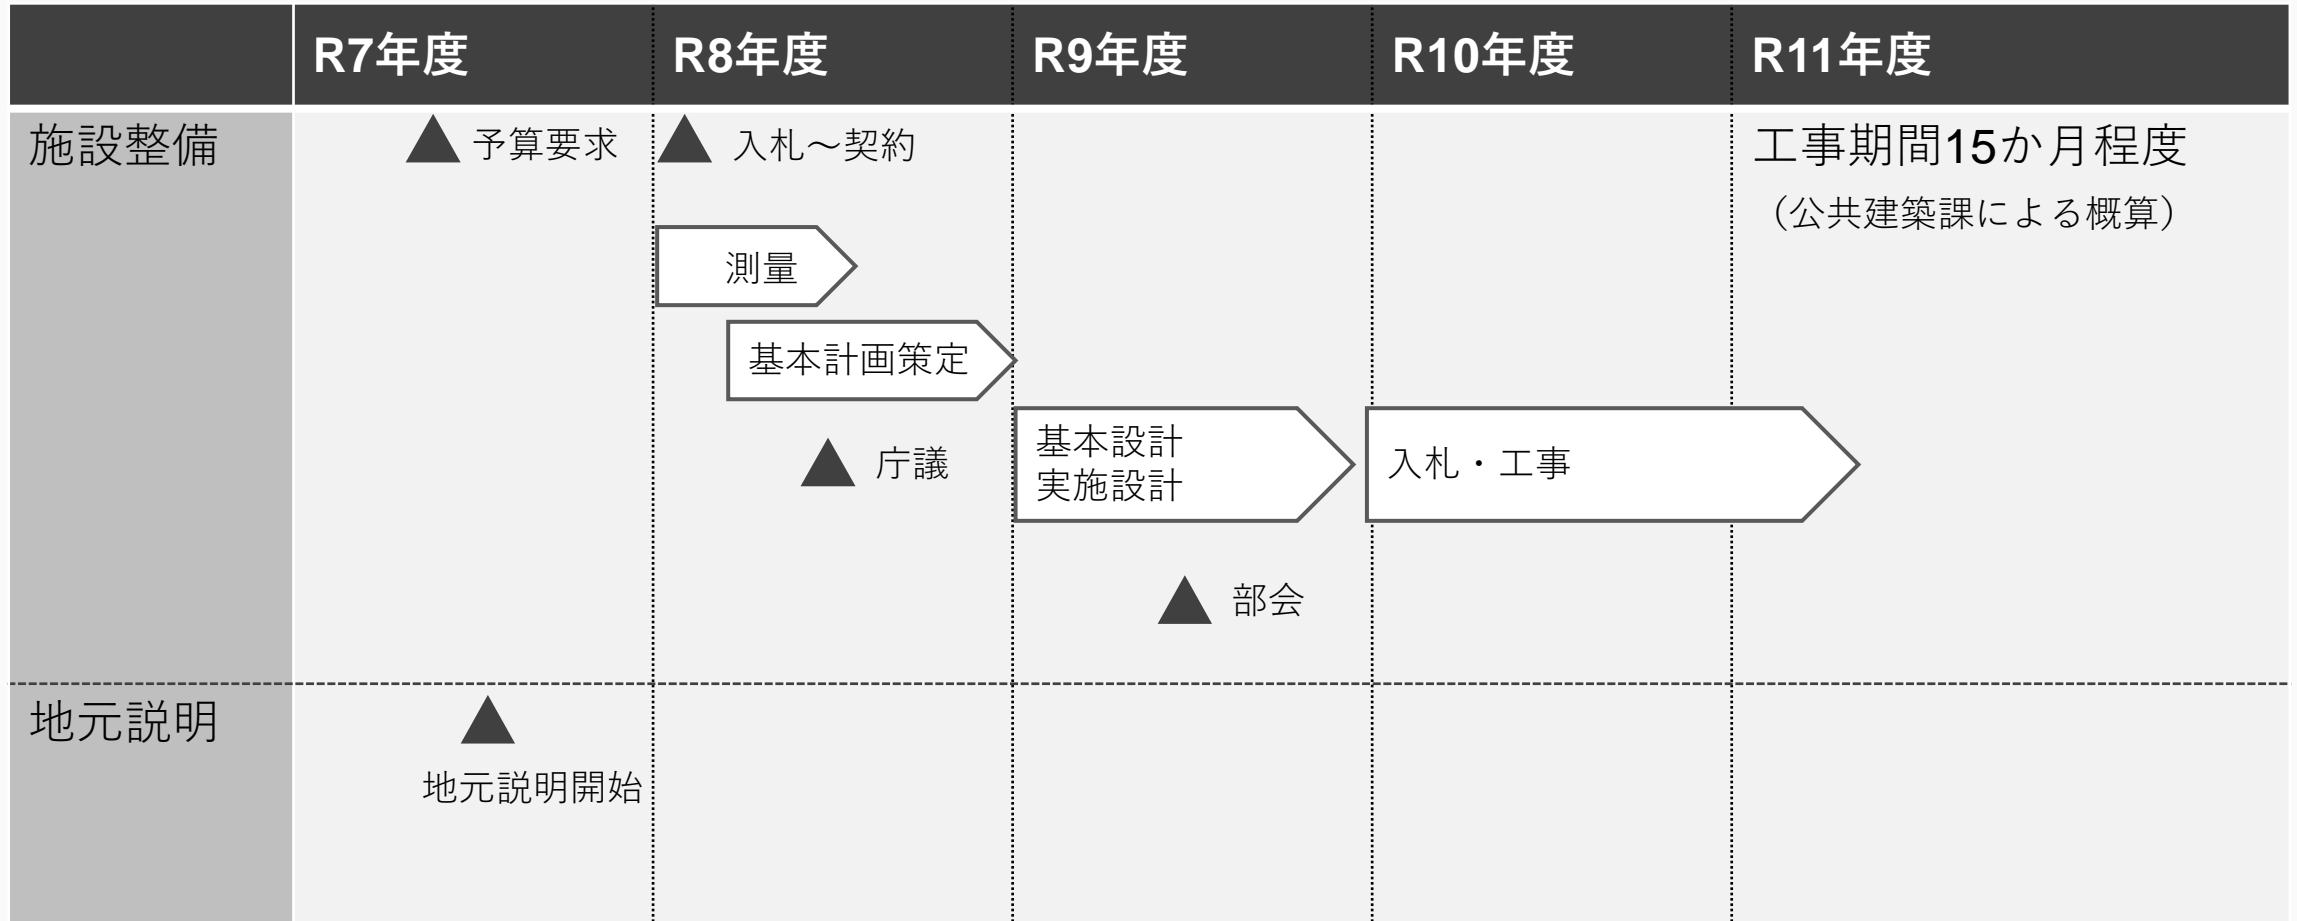 R7年度
R8年度
R9年度
R10年度
R11年度
施設整備
予算要求
入札～契約
工事期間15か月程度
（公共建築課による概算）
測量
基本計画策定
庁議
基本設計
実施設計
入札・工事
部会
地元説明
地元説明開始